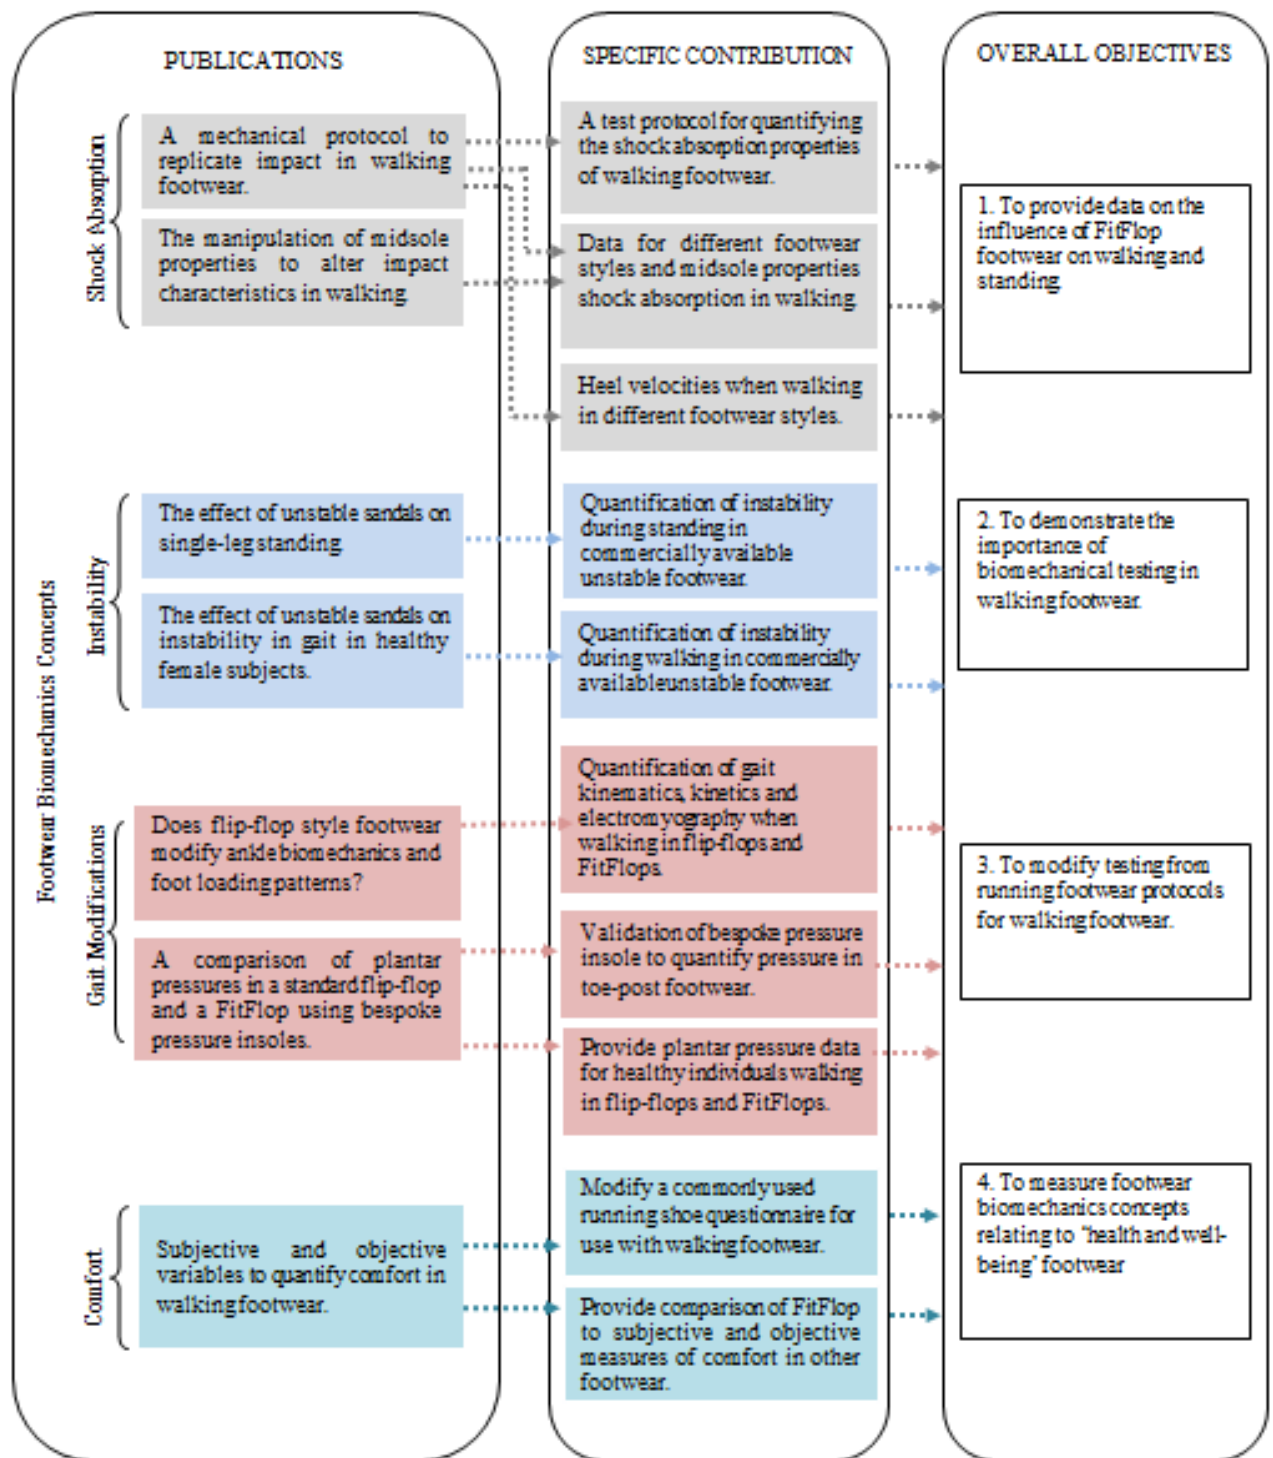 PUBLICATIONS
SPECIFIC CONTRIBUTION
OVERALL OBJECTIVES
Footwear Biomechanics Concepts
Shock Absorption
A mechanical protocol to
replicate impact in walking
footwear.
The manipulation of midsole
properties to alter impact
characteristics in walking.
A test protocol for quantifying
the shock absorption properties
of walking footwear.
Data for different footwear
styles and midsole properties
shock absorption in walking.
Heel velocities when walking
in different footwear styles.
1. To provide data on the
influence of FitFlop
footwear on walking and
standing.
Instability
The effect of unstable sandals on
single-leg standing.
The effect of unstable sandals on
instability in gait in healthy
female subjects.
Quantification of instability
during standing in
commercially available
unstable footwear.
Quantification of instability
during walking in commercially
available unstable footwear.
2. To demonstrate the
importance of
biomechanical testing in
walking footwear.
Gait Modifications
Does flip-flop style footwear
modify ankle biomechanics and
foot loading patterns?
A comparison of plantar
pressures in a standard flip-flop
and a FitFlop using bespoke
pressure insoles.
Quantification of gait
kinematics, kinetics and
electromyography when
walking in flip-flops and
FitFlops.
Validation of bespoke pressure
insole to quantify pressure in
toe-post footwear.
Provide plantar pressure data
for healthy individuals walking
in flip-flops and FitFlops.
3. To modify testing from
running footwear protocols
for walking footwear.
Comfort
Subjective and objective
variables to quantify comfort in
walking footwear.
Modify a commonly used
running shoe questionnaire for
use with walking footwear.
Provide comparison of FitFlop
to subjective and objective
measures of comfort in other
footwear.
4. To measure footwear
biomechanics concepts
relating to "health and well-
being" footwear